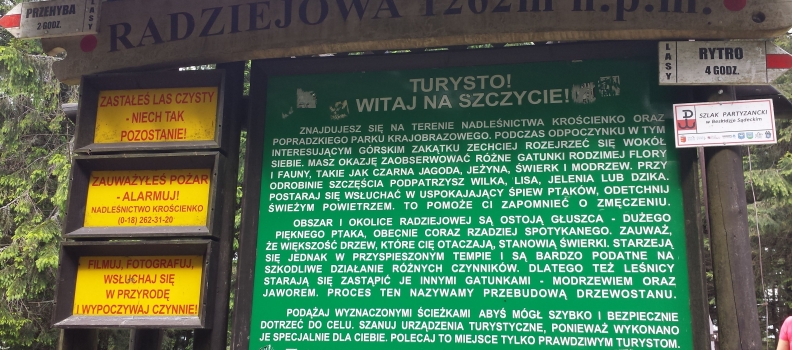 PRZEHYBA
2 GODZ.
LASY
RADZIEJOWA 1262m n.p.m.
LASY
RYTRO
4 GODZ.
ZASTAŁEŚ LAS CZYSTY
- NIECH TAK
POZOSTANIE!
ZAUWAŻYŁEŚ POŻAR
- ALARMUJ!
NADLEŚNICTWO KROŚCIENKO
(0-18) 262-31-20
FILMUJ, FOTOGRAFUJ,
WSŁUCHAJ SIĘ
W PRZYRODĘ
I WYPOCZYWAJ CZYNNIE!
TURYSTO!
WITAJ NA SZCZYCIE!
ZNAJDUJESZ SIĘ NA TERENIE NADLEŚNICTWA KROŚCIENKO ORAZ
POPRADZKIEGO PARKU KRAJOBRAZOWEGO. PODCZAS ODPOCZYNKU W TYM
INTERESUJĄCYM GÓRSKIM ZAKĄTKU ZECHCIEJ ROZEJRZEĆ SIĘ WOKÓŁ
SIEBIE. MASZ OKAZJĘ ZAOBSERWOWAĆ RÓŻNE GATUNKI RODZIMEJ FLORY
I FAUNY, TAKIE JAK CZARNA JAGODA, JEŻYNA, ŚWIERK I MODRZEW. PRZY
ODROBINIE SZCZĘŚCIA PODPATRZYSZ WILKA, LISA, JELENIA LUB DZIKA.
POSTARAJ SIĘ WSŁUCHAĆ W USPOKAJAJĄCY ŚPIEW PTAKÓW, ODETCHNIJ
ŚWIEŻYM POWIETRZEM. TO POMOŻE CI ZAPOMNIEĆ O ZMĘCZENIU.
OBSZAR I OKOLICE RADZIEJOWEJ SĄ OSTOJĄ GŁUSZCA - DUŻEGO
PIĘKNEGO PTAKA, OBECNIE CORAZ RZADZIEJ SPOTYKANEGO. ZAUWAŻ,
ŻE WIĘKSZOŚĆ DRZEW, KTÓRE CIĘ OTACZAJĄ, STANOWIĄ ŚWIERKI. STARZEJĄ
SIĘ JEDNAK W PRZYSPIESZONYM TEMPIE I SĄ BARDZO PODATNE NA
SZKODLIWE DZIAŁANIE RÓŻNYCH CZYNNIKÓW. DLATEGO TEŻ LEŚNICY
STARAJĄ SIĘ ZASTĄPIĆ JE INNYMI GATUNKAMI - MODRZEWIEM ORAZ
JAWOREM. PROCES TEN NAZYWAMY PRZEBUDOWĄ DRZEWOSTANU.
PODĄŻAJ WYZNACZONYMI ŚCIEŻKAMI ABYŚ MÓGŁ SZYBKO I BEZPIECZNIE
DOTRZEĆ DO CELU. SZANUJ URZĄDZENIA TURYSTYCZNE, PONIEWAŻ WYKONANO
JE SPECJALNIE DLA CIEBIE. POLECAJ TO MIEJSCE TYLKO PRAWDZIWYM TURYSTOM.
SZLAK PARTYZANCKI
w Beskidzie Sądeckim